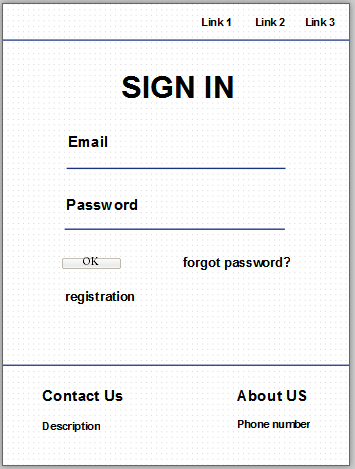 Link 1 Link 2 Link 3
SIGN IN
Email
Password
OK forgot password?
registration
Contact Us About US
Description Phone number